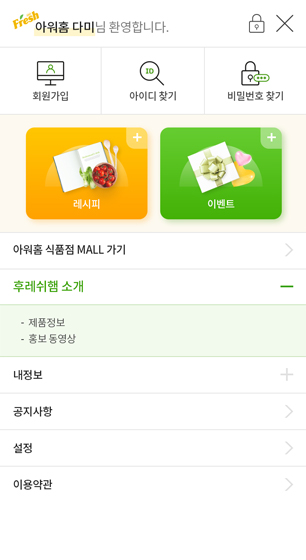 Fresh
아워홈 다미님 환영합니다.
ID
회원가입
아이디 찾기
비밀번호 찾기
레시피
이벤트
아워홈 식품점 MALL 가기
후레쉬햄 소개
- 제품정보
- 홍보 동영상
내정보
공지사항
설정
이용약관